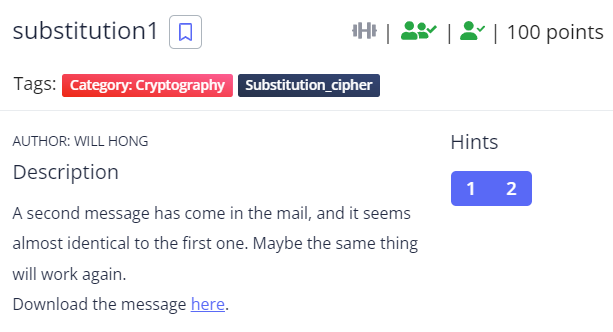 substitution1 | | | 100 points
Tags: Category: Cryptography Substitution_cipher
AUTHOR: WILL HONG
Description
A second message has come in the mail, and it seems
almost identical to the first one. Maybe the same thing
will work again.
Download the message here.
Hints
1 2